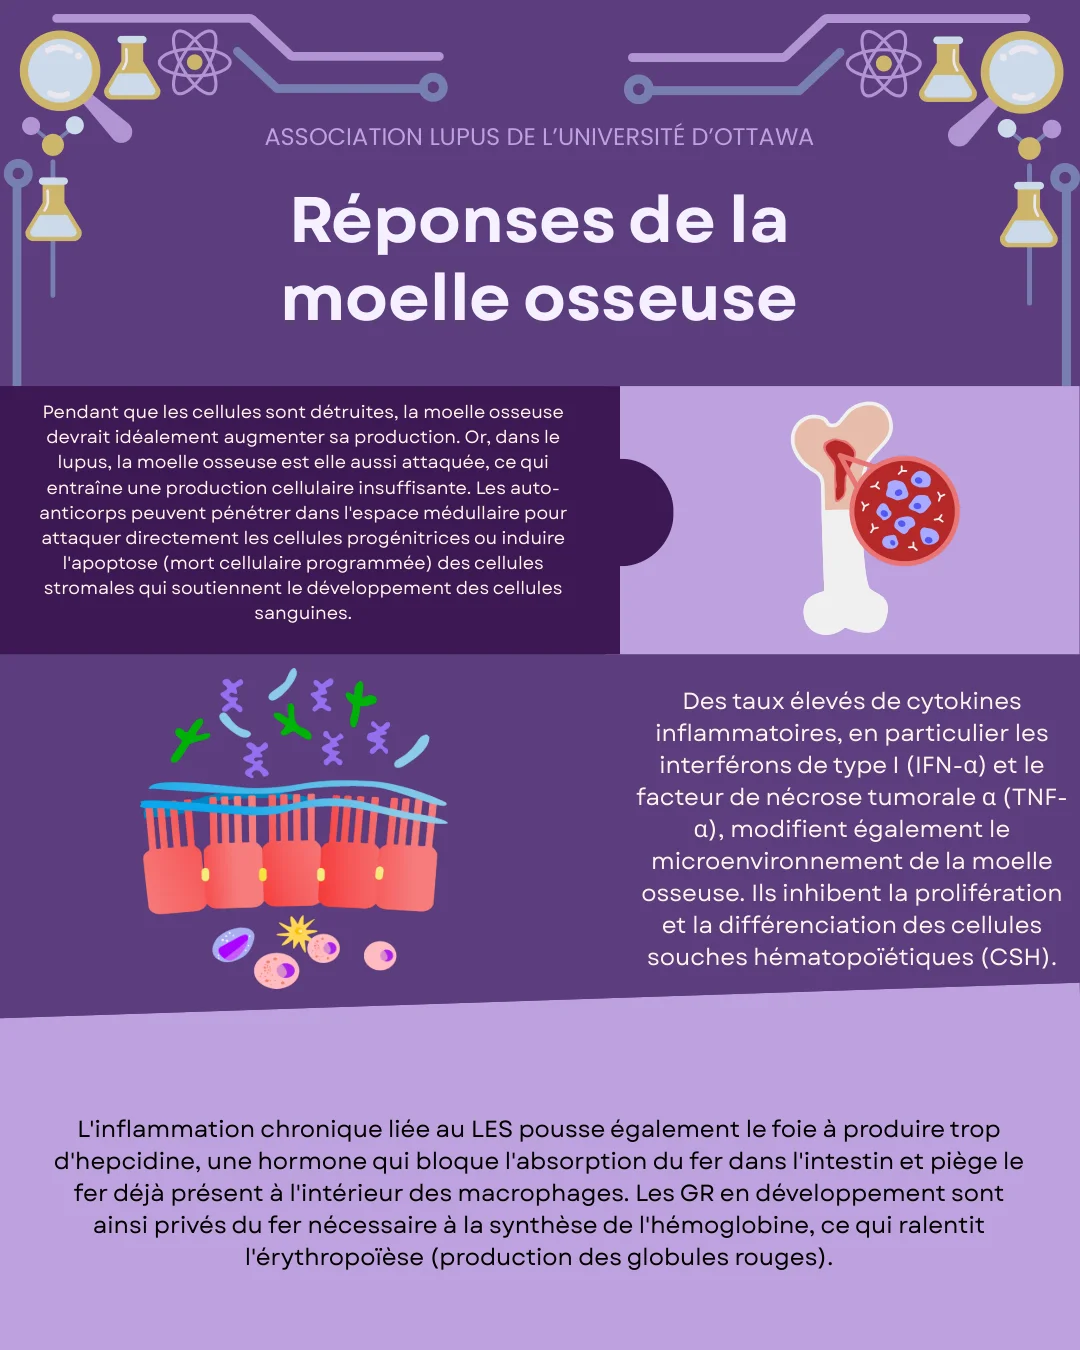 ASSOCIATION LUPUS DE L’UNIVERSITÉ D’OTTAWA
Réponses de la
moelle osseuse
Pendant que les cellules sont détruites, la moelle osseuse
devrait idéalement augmenter sa production. Or, dans le
lupus, la moelle osseuse est elle aussi attaquée, ce qui
entraîne une production cellulaire insuffisante. Les auto-
anticorps peuvent pénétrer dans l'espace médullaire pour
attaquer directement les cellules progénitrices ou induire
l'apoptose (mort cellulaire programmée) des cellules
stromales qui soutiennent le développement des cellules
sanguines.
Des taux élevés de cytokines
inflammatoires, en particulier les
interférons de type I (IFN-α) et le
facteur de nécrose tumorale α (TNF-
α), modifient également le
microenvironnement de la moelle
osseuse. Ils inhibent la prolifération
et la différenciation des cellules
souches hématopoïétiques (CSH).
L'inflammation chronique liée au LES pousse également le foie à produire trop
d'hepcidine, une hormone qui bloque l'absorption du fer dans l'intestin et piège le
fer déjà présent à l'intérieur des macrophages. Les GR en développement sont
ainsi privés du fer nécessaire à la synthèse de l'hémoglobine, ce qui ralentit
l'érythropoïèse (production des globules rouges).